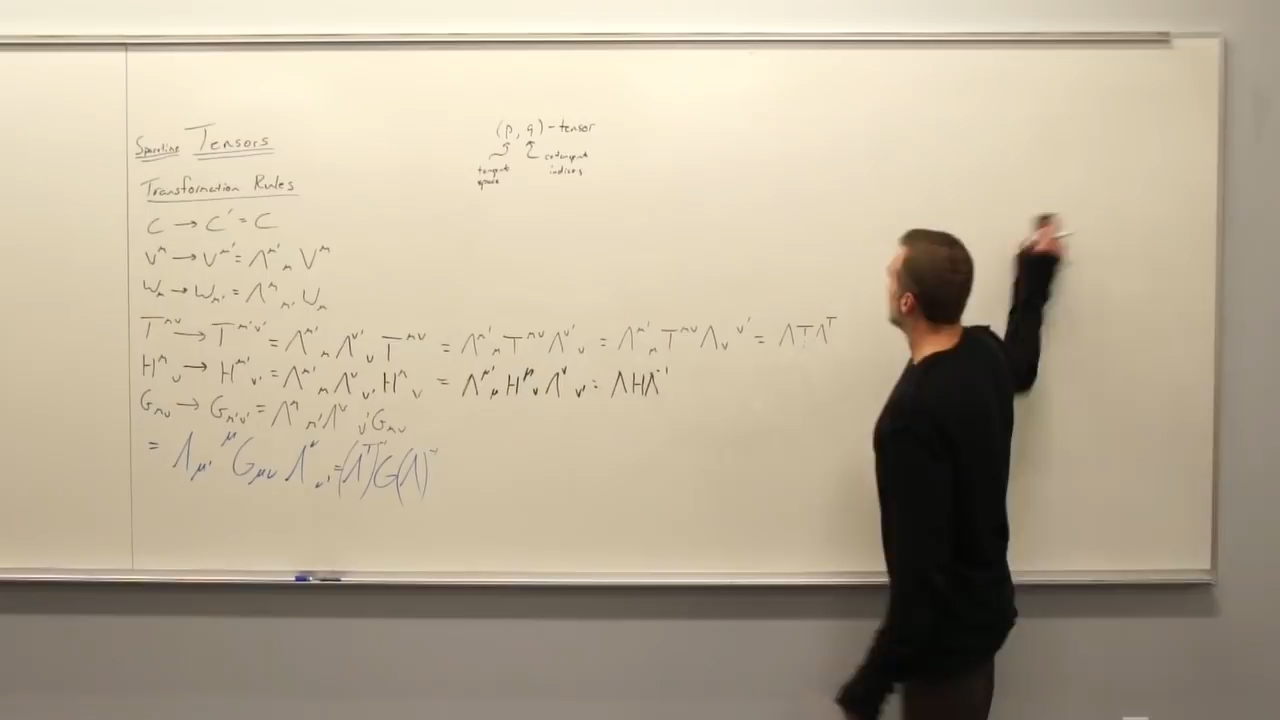 Spacetime Tensors
(p, q) - tensor
tangent space
cotangent indices
Transformation Rules
C → C' = C
V^μ → V^μ' = Λ^μ'_μ V^μ
W_μ → W_μ' = Λ^μ_μ' W_μ
T^μν → T^μ'ν' = Λ^μ'_μ Λ^ν'_ν T^μν = Λ^μ'_μ T^μν Λ^ν'_ν = Λ^μ'_μ T^μν Λ_ν^ν' = ΛTΛ^T
H^μ_ν → H^μ'_ν' = Λ^μ'_μ Λ^ν_ν' H^μ_ν = Λ^μ'_μ H^μ_ν Λ^ν_ν' = ΛHΛ^-1
G_μν → G_μ'ν' = Λ^μ_μ' Λ^ν_ν' G_μν
= Λ_μ'^μ G_μν Λ^ν_ν' = (Λ^T)^-1 G(Λ)^-1